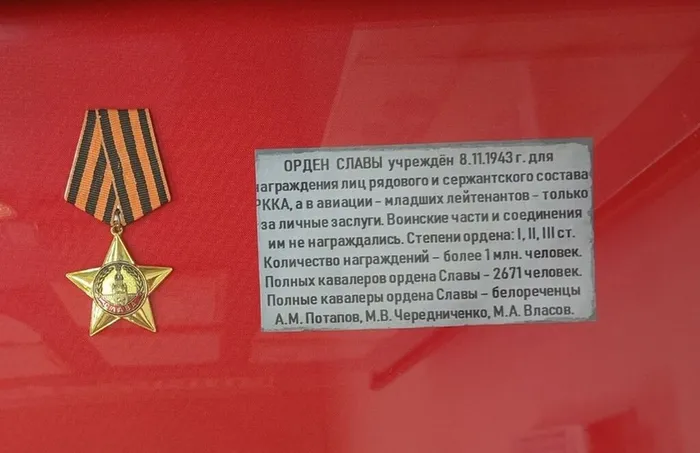 ОРДЕН СЛАВЫ учреждён 8.11.1943 г. для
награждения лиц рядового и сержантского состава
РККА, а в авиации – младших лейтенантов – только
за личные заслуги. Воинские части и соединения
им не награждались. Степени ордена: I, II, III ст.
Количество награждений – более 1 млн. человек.
Полных кавалеров ордена Славы – 2671 человек.
Полные кавалеры ордена Славы – белореченцы
А.М. Потапов, М.В. Чередниченко, М.А. Власов.
СЛАВА